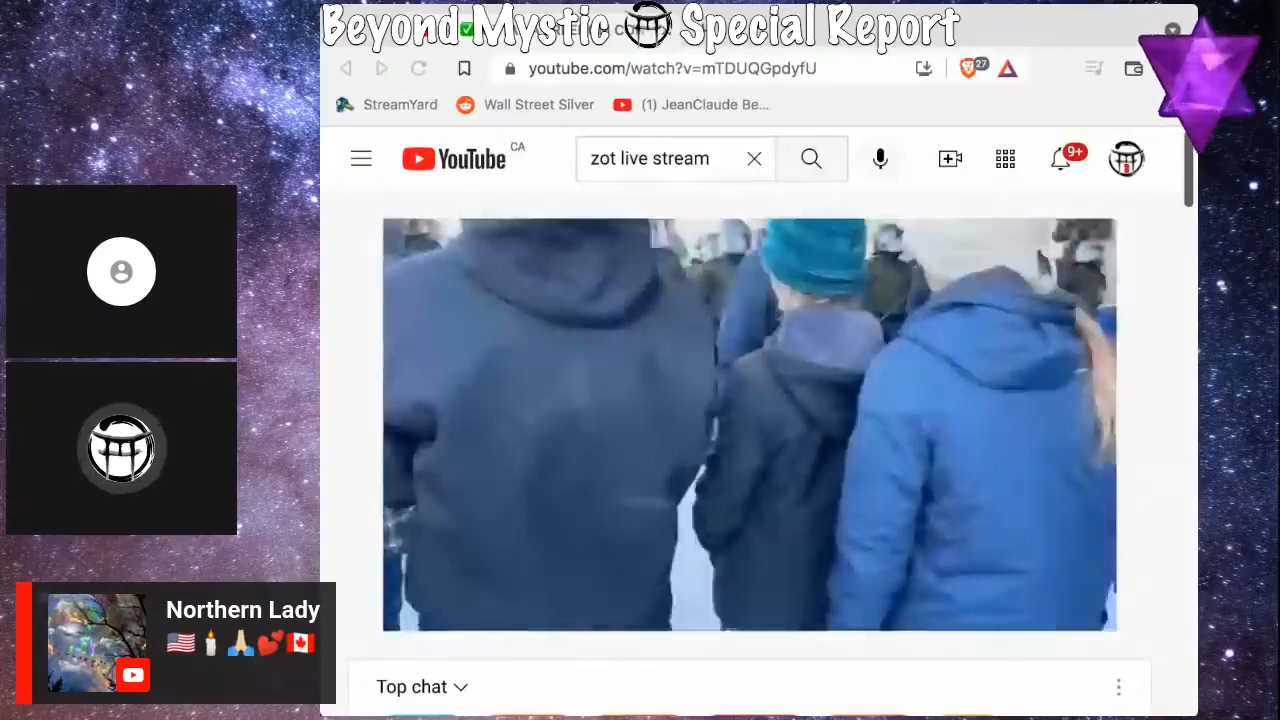 Beyond Mystic Special Report
youtube.com/watch?v=mTDUQGpdyfU
27
StreamYard
Wall Street Silver
(1) JeanClaude Be...
YouTube CA
zot live stream
9+
Northern Lady
🇺🇸🕯️🙏🏻💕🇨🇦
Top chat